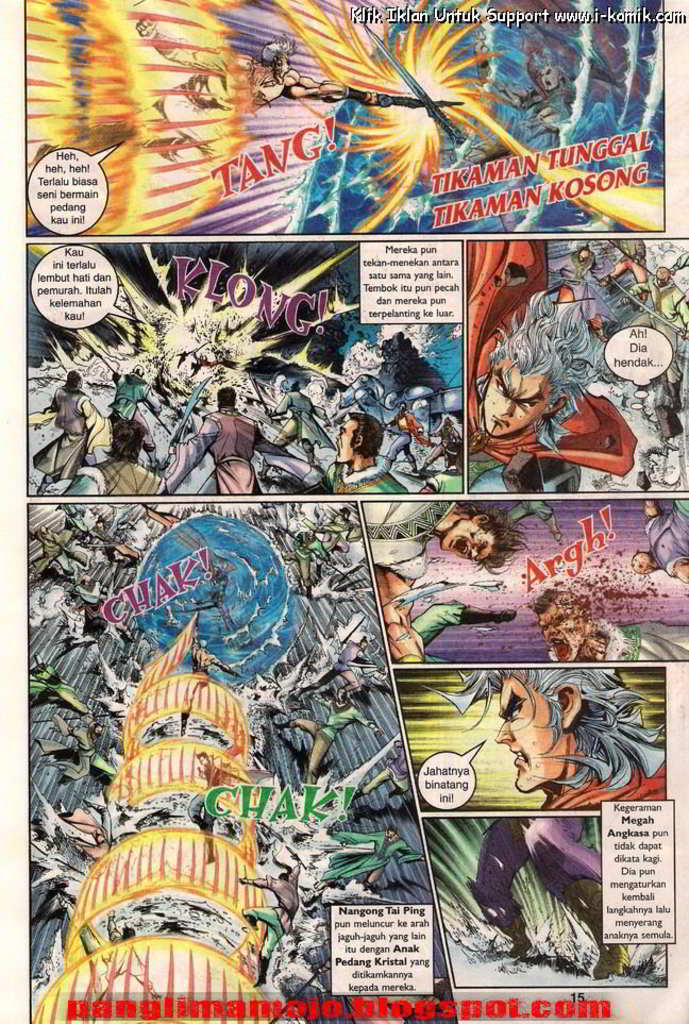 Klik Iklan Untuk Support www.i-komik.com
Heh,
heh, heh!
Terlalu biasa
seni bermain
pedang
kau ini!
TANG!
TIKAMAN TUNGGAL
TIKAMAN KOSONG
Kau
ini terlalu
lembut hati dan
pemurah. Itulah
kelemahan
kau!
KLONG!
Mereka pun
tekan-menekan antara
satu sama yang lain.
Tembok itu pun pecah
dan mereka pun
terpelanting ke luar.
Ah!
Dia
hendak...
CHAK!
CHAK!
Nangong Tai Ping
pun meluncur ke arah
jaguh-jaguh yang lain
itu dengan Anak
Pedang Kristal yang
ditikamkannya
kepada mereka.
Argh!
Jahatnya
binatang
ini!
Kegeraman
Megah
Angkasa pun
tidak dapat
dikata kagi.
Dia pun
mengaturkan
kembali
langkahnya lalu
menyerang
anaknya semula.
15
panglimamojo.blogspot.com